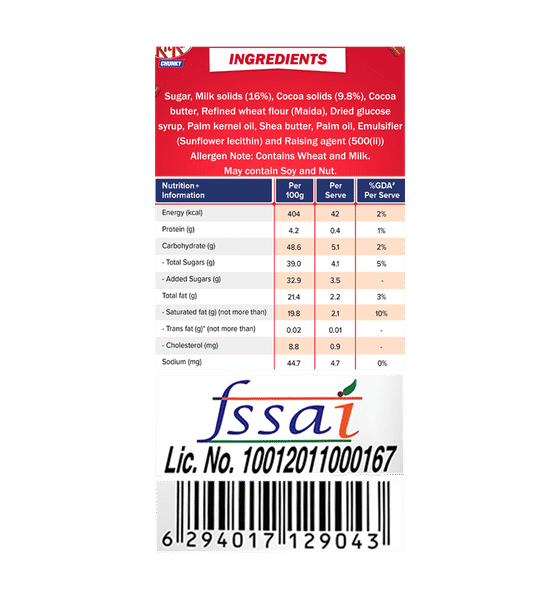 CHUNKY
INGREDIENTS
Sugar, Milk solids (16%), Cocoa solids (9.8%), Cocoa
butter, Refined wheat flour (Maida), Dried glucose
syrup, Palm kernel oil, Shea butter, Palm oil, Emulsifier
(Sunflower lecithin) and Raising agent (500(ii))
Allergen Note: Contains Wheat and Milk.
May contain Soy and Nut.
Nutrition+ Information Per 100g Per Serve %GDA# Per Serve
Energy (kcal) 404 42 2%
Protein (g) 4.2 0.4 1%
Carbohydrate (g) 48.6 5.1 2%
- Total Sugars (g) 39.0 4.1 5%
- Added Sugars (g) 32.9 3.5 -
Total fat (g) 21.4 2.2 3%
- Saturated fat (g) (not more than) 19.8 2.1 10%
- Trans fat (g)* (not more than) 0.02 0.01 -
- Cholesterol (mg) 8.8 0.9 -
Sodium (mg) 44.7 4.7 0%
fssai
Lic. No. 10012011000167
6 294017 129043